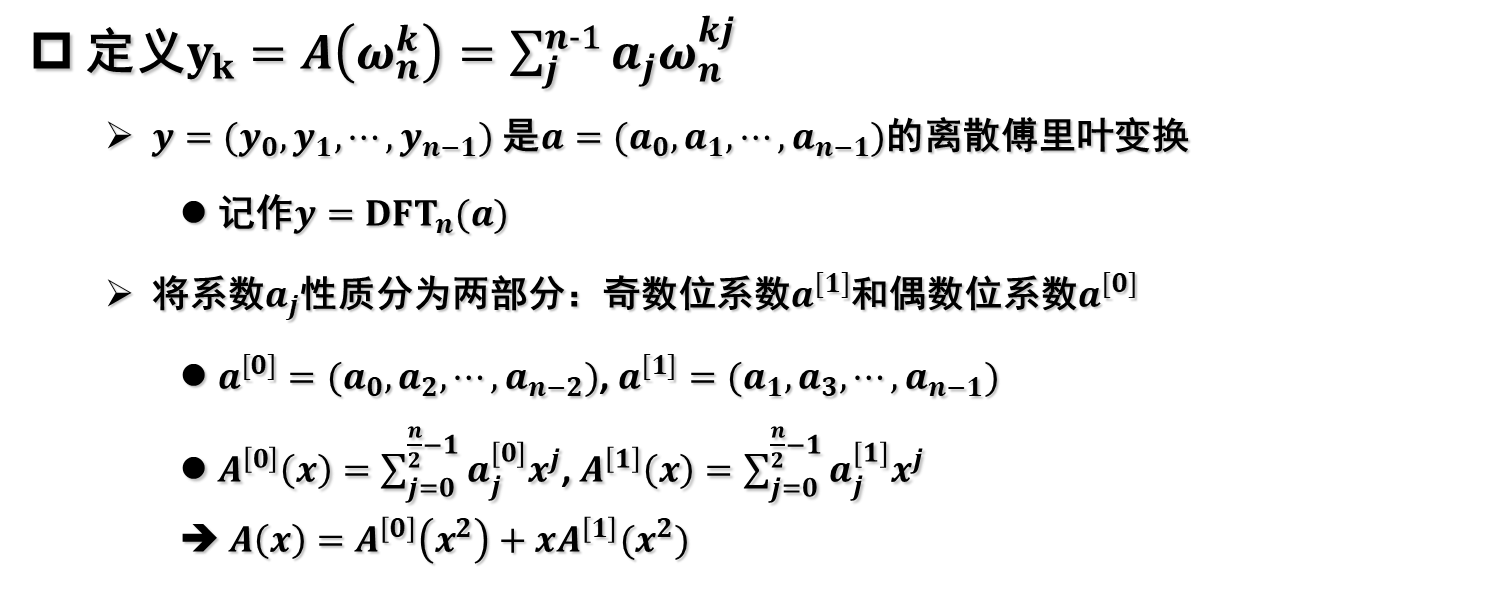 定义y_k = A(ω_n^k) = ∑_j^{n-1} a_j ω_n^{kj}
y = (y_0, y_1, ⋯, y_{n−1}) 是a = (a_0, a_1, ⋯, a_{n−1})的离散傅里叶变换
记作y = DFT_n(a)
将系数a_j性质分为两部分：奇数位系数a^{[1]}和偶数位系数a^{[0]}
a^{[0]} = (a_0, a_2, ⋯, a_{n−2}), a^{[1]} = (a_1, a_3, ⋯, a_{n−1})
A^{[0]}(x) = ∑_{j=0}^{\frac{n}{2}−1} a_j^{[0]} x^j, A^{[1]}(x) = ∑_{j=0}^{\frac{n}{2}−1} a_j^{[1]} x^j
➔ A(x) = A^{[0]}(x^2) + xA^{[1]}(x^2)